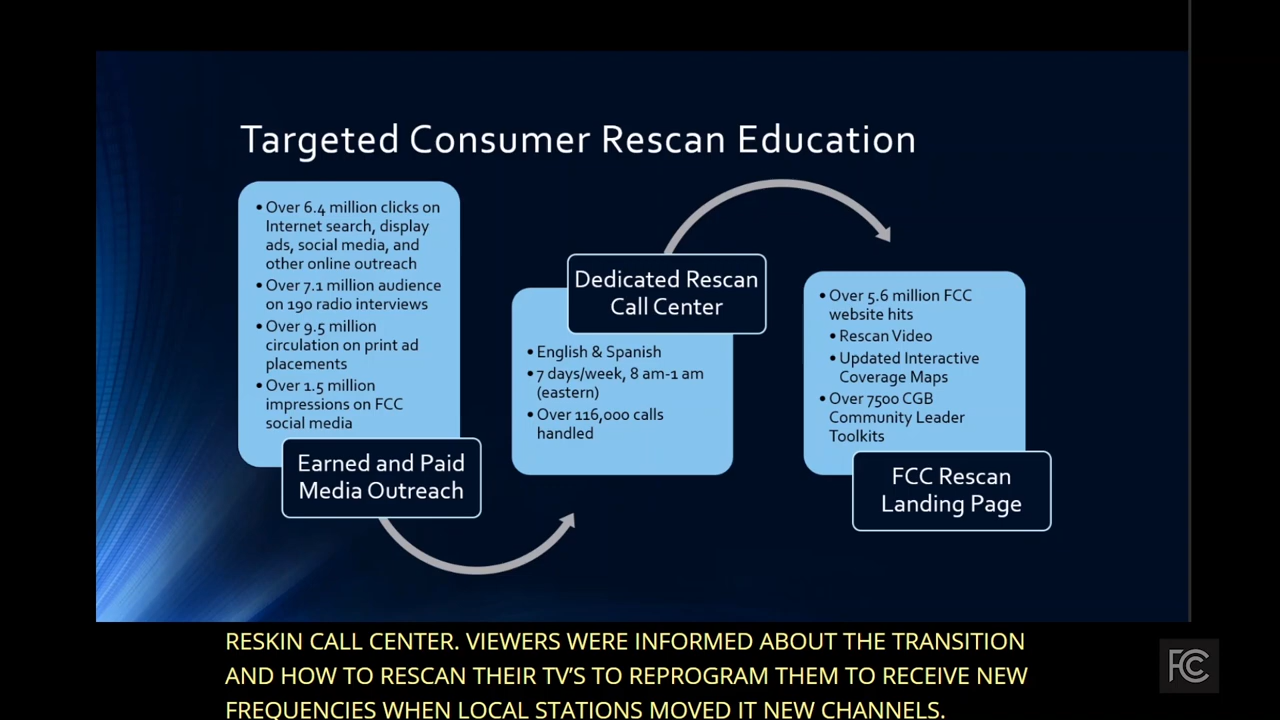 Targeted Consumer Rescan Education
• Over 6.4 million clicks on
Internet search, display
ads, social media, and
other online outreach
• Over 7.1 million audience
on 190 radio interviews
• Over 9.5 million
circulation on print ad
placements
• Over 1.5 million
impressions on FCC
social media
Earned and Paid
Media Outreach
Dedicated Rescan
Call Center
• English & Spanish
• 7 days/week, 8 am-1 am
(eastern)
• Over 116,000 calls
handled
• Over 5.6 million FCC
website hits
• Rescan Video
• Updated Interactive
Coverage Maps
• Over 7500 CGB
Community Leader
Toolkits
FCC Rescan
Landing Page
RESKIN CALL CENTER. VIEWERS WERE INFORMED ABOUT THE TRANSITION
AND HOW TO RESCAN THEIR TV’S TO REPROGRAM THEM TO RECEIVE NEW
FREQUENCIES WHEN LOCAL STATIONS MOVED IT NEW CHANNELS.
FCC